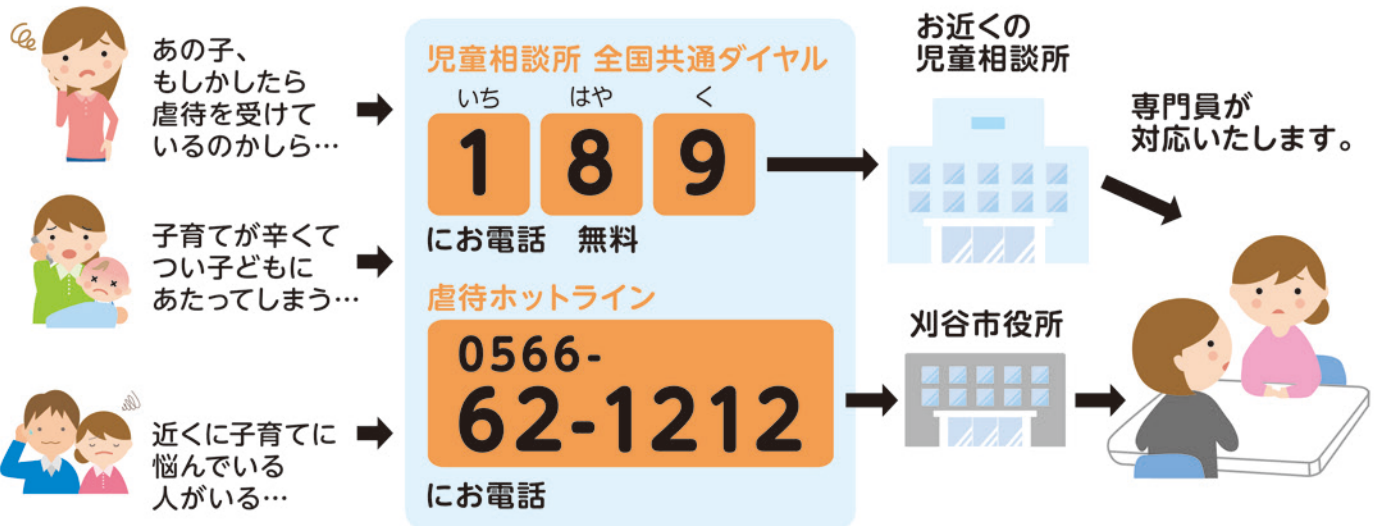 あの子、
もしかしたら
虐待を受けて
いるのかしら…
子育てが辛くて
つい子どもに
あたってしまう…
近くに子育てに
悩んでいる
人がいる…
児童相談所 全国共通ダイヤル
いち はや く
1 8 9
にお電話 無料
虐待ホットライン
0566-
62-1212
にお電話
お近くの
児童相談所
刈谷市役所
専門員が
対応いたします。